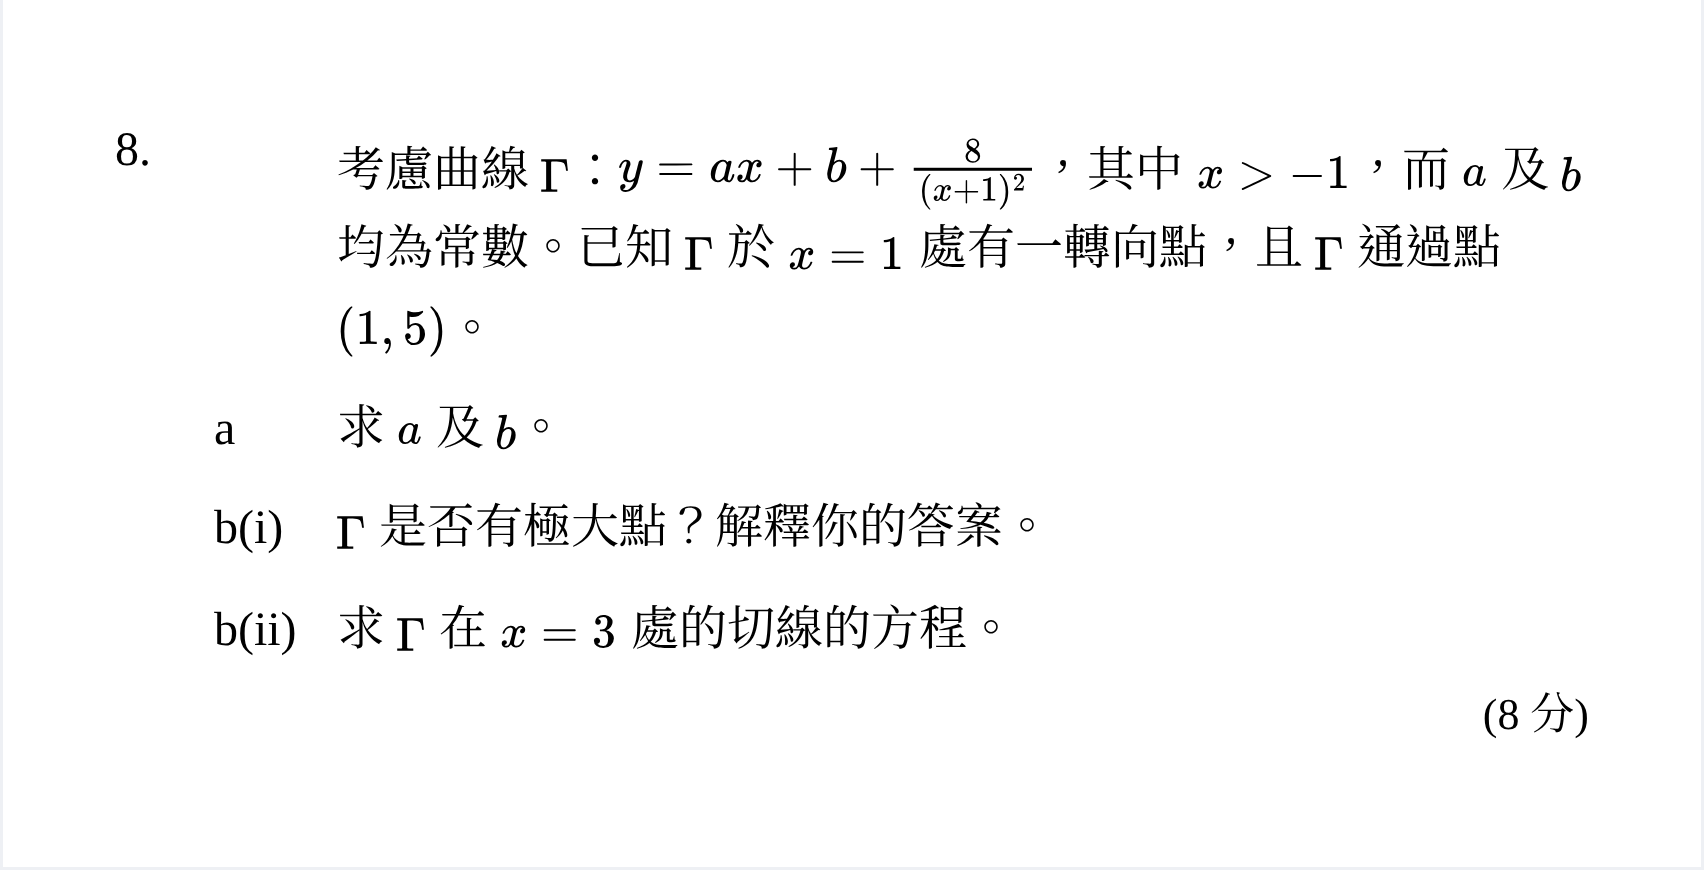 8. 考慮曲線 Γ：y = ax + b + \frac{8}{(x+1)^2}，其中 x > −1，而 a 及 b
均為常數。已知 Γ 於 x = 1 處有一轉向點，且 Γ 通過點
(1, 5)。
a 求 a 及 b。
b(i) Γ 是否有極大點？解釋你的答案。
b(ii) 求 Γ 在 x = 3 處的切線的方程。
(8 分)